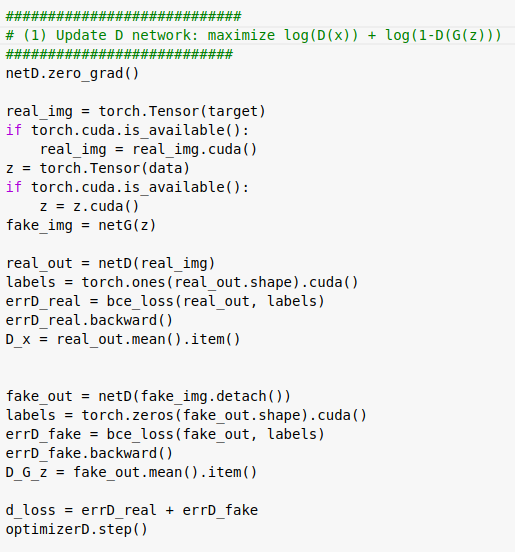 ############################
# (1) Update D network: maximize log(D(x)) + log(1-D(G(z)))
###########################
netD.zero_grad()

real_img = torch.Tensor(target)
if torch.cuda.is_available():
    real_img = real_img.cuda()
z = torch.Tensor(data)
if torch.cuda.is_available():
    z = z.cuda()
fake_img = netG(z)

real_out = netD(real_img)
labels = torch.ones(real_out.shape).cuda()
errD_real = bce_loss(real_out, labels)
errD_real.backward()
D_x = real_out.mean().item()


fake_out = netD(fake_img.detach())
labels = torch.zeros(fake_out.shape).cuda()
errD_fake = bce_loss(fake_out, labels)
errD_fake.backward()
D_G_z = fake_out.mean().item()

d_loss = errD_real + errD_fake
optimizerD.step()